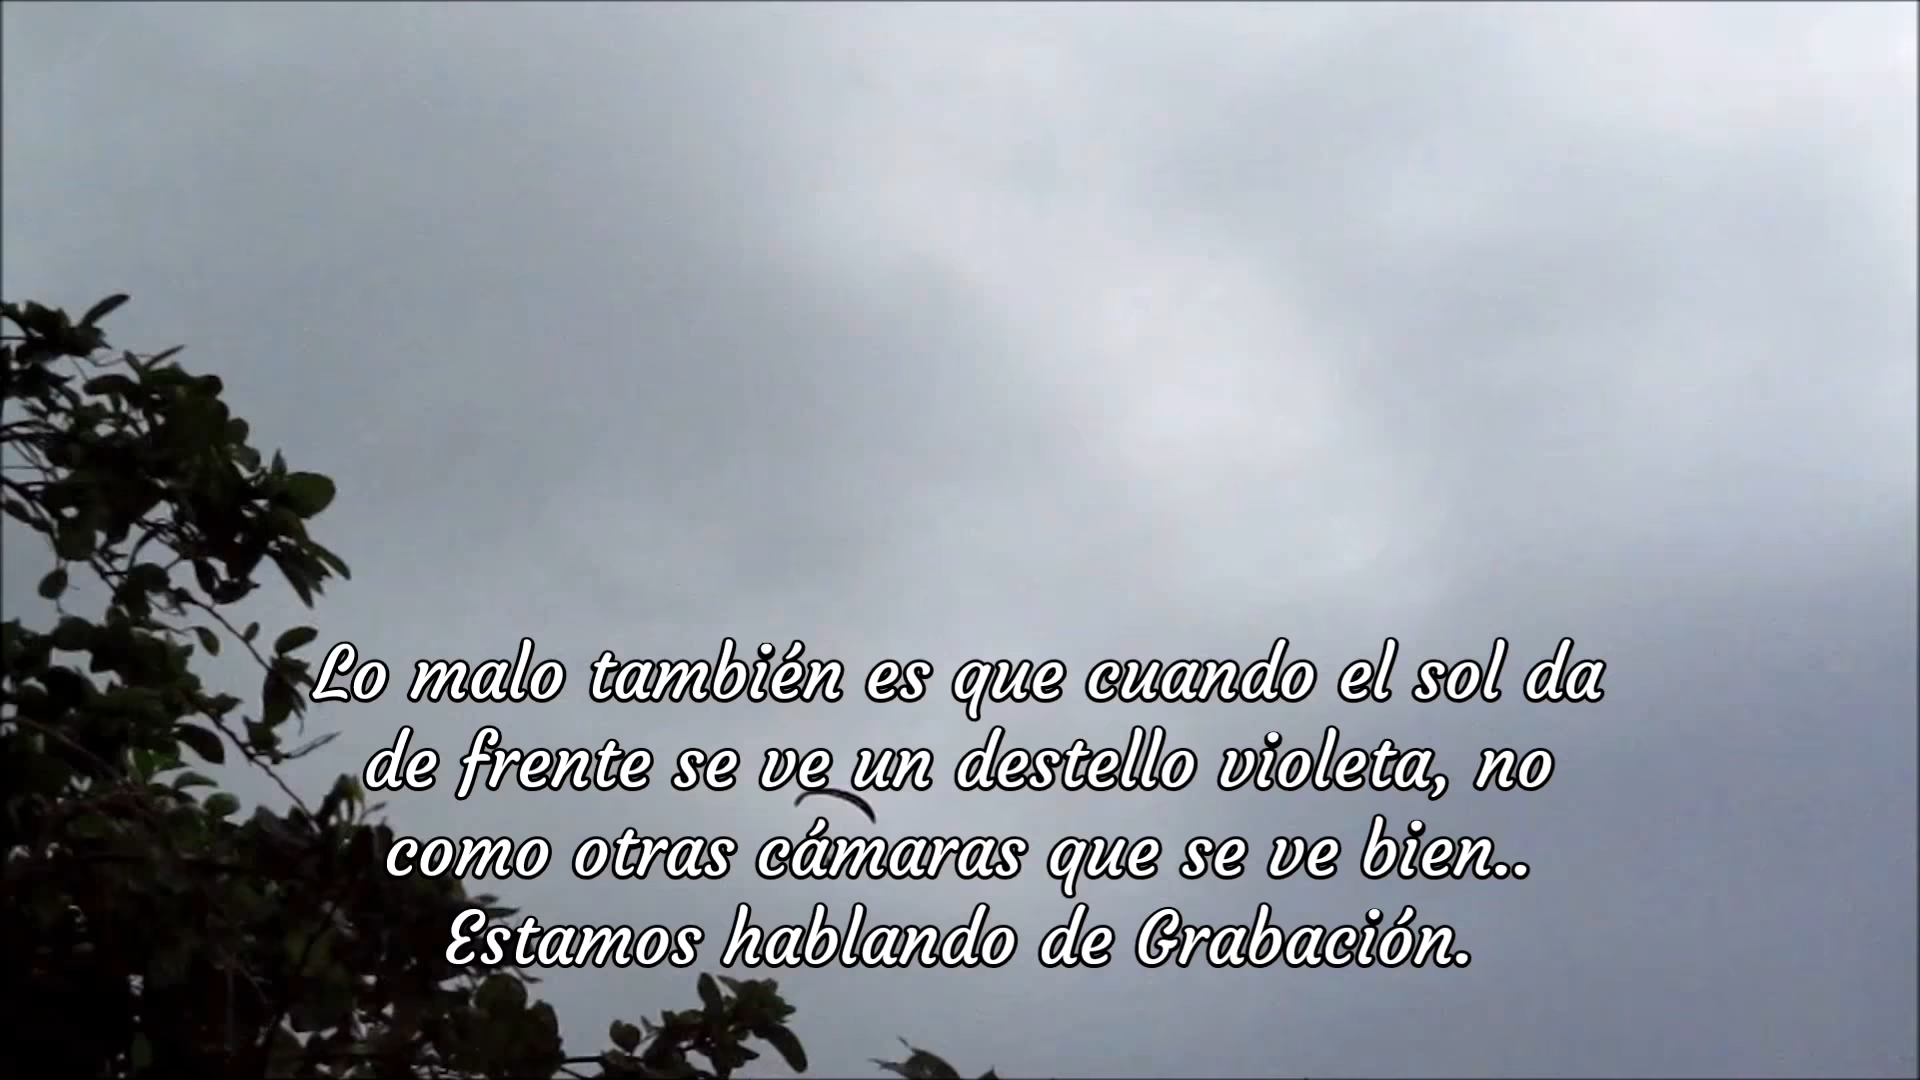 Lo malo también es que cuando el sol da
de frente se ve un destello violeta, no
como otras cámaras que se ve bien..
Estamos hablando de Grabación.